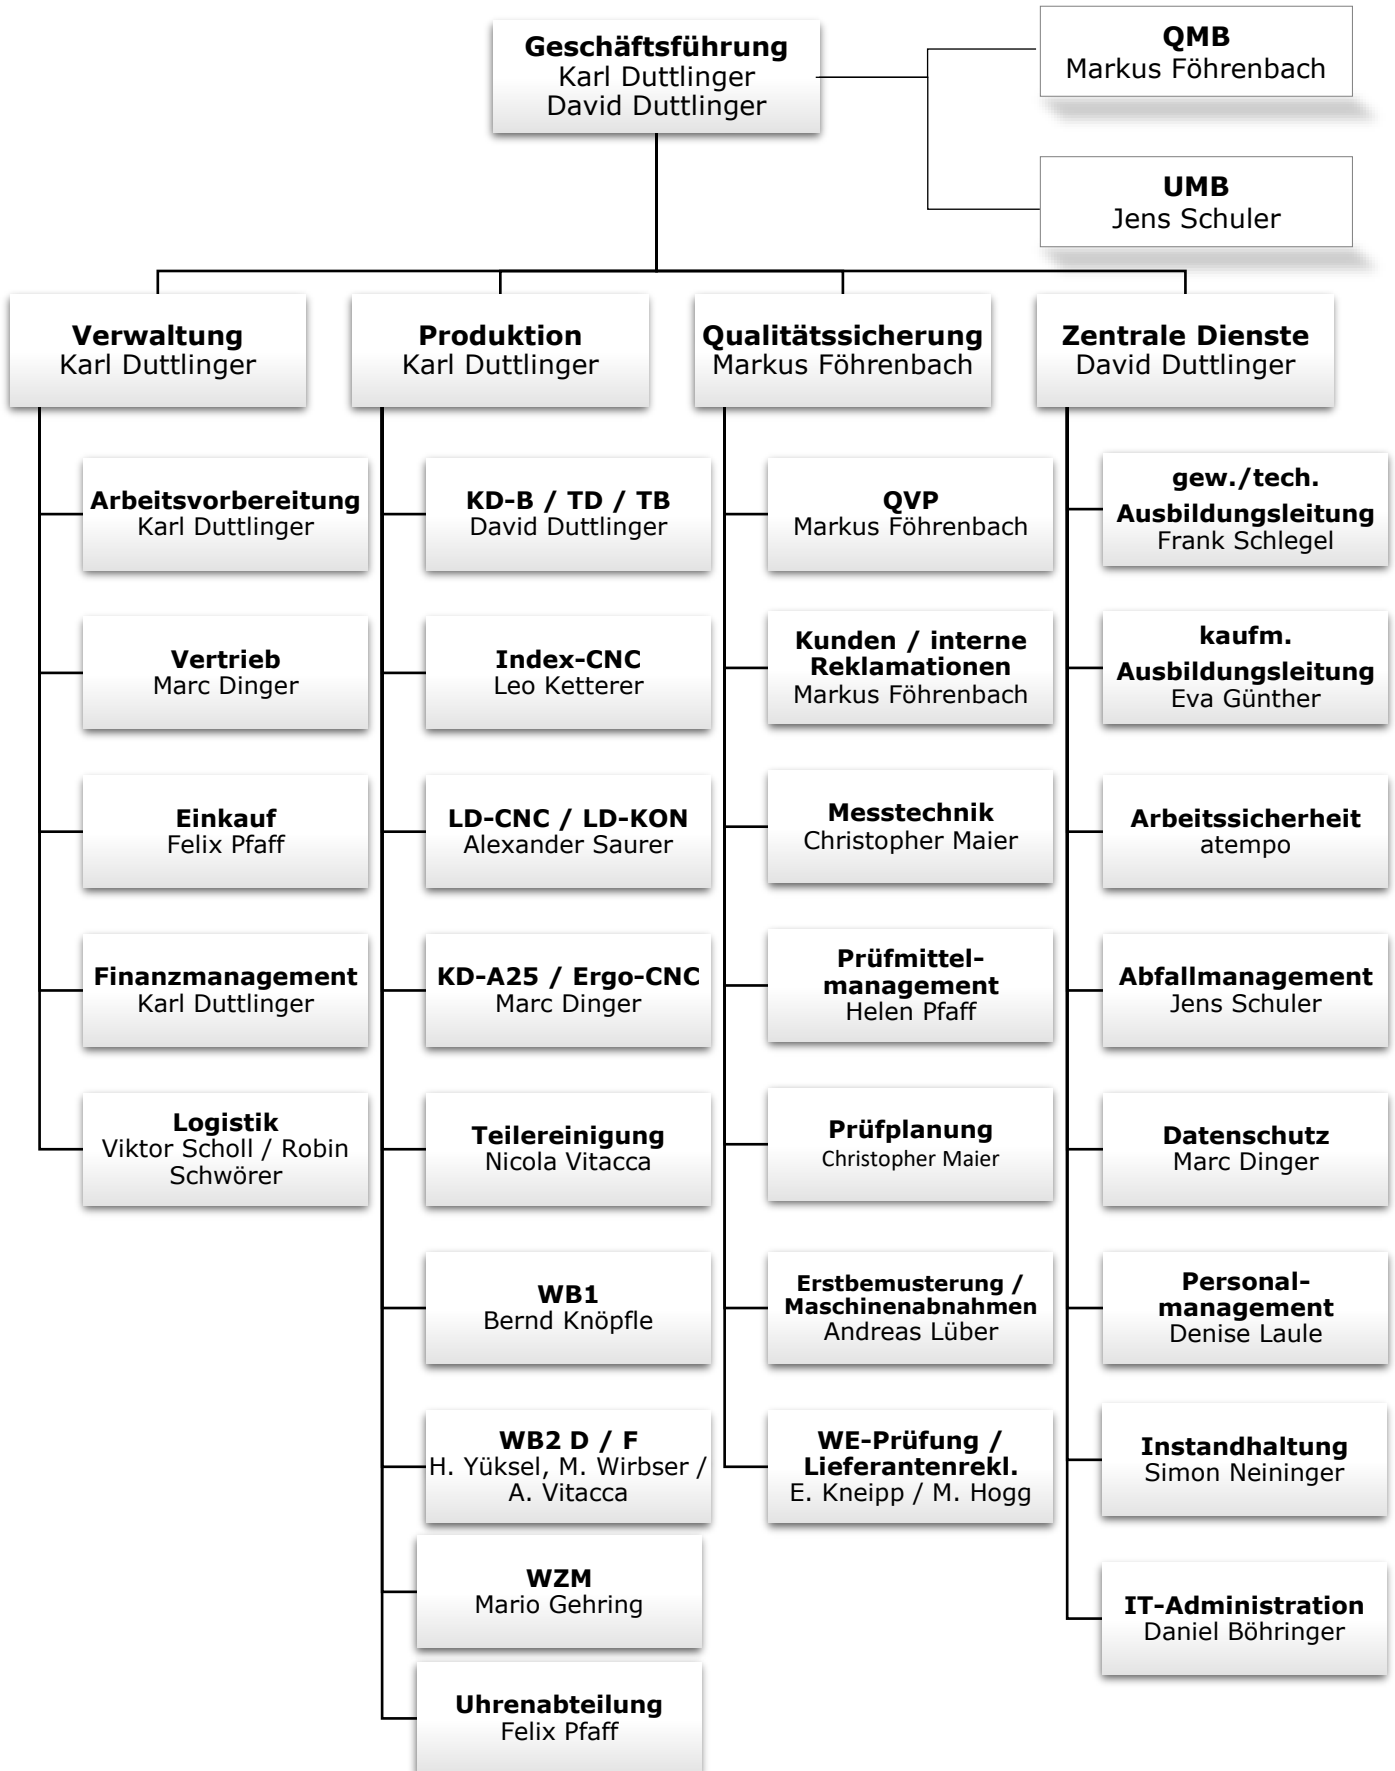 Geschäftsführung
Karl Duttlinger
David Duttlinger
QMB
Markus Föhrenbach
UMB
Jens Schuler
Verwaltung
Karl Duttlinger
Arbeitsvorbereitung
Karl Duttlinger
Vertrieb
Marc Dinger
Einkauf
Felix Pfaff
Finanzmanagement
Karl Duttlinger
Logistik
Viktor Scholl / Robin
Schwörer
Produktion
Karl Duttlinger
KD-B / TD / TB
David Duttlinger
Index-CNC
Leo Ketterer
LD-CNC / LD-KON
Alexander Saurer
KD-A25 / Ergo-CNC
Marc Dinger
Teilereinigung
Nicola Vitacca
WB1
Bernd Knöpfle
WB2 D / F
H. Yüksel, M. Wirbser /
A. Vitacca
WZM
Mario Gehring
Uhrenabteilung
Felix Pfaff
Qualitätssicherung
Markus Föhrenbach
QVP
Markus Föhrenbach
Kunden / interne
Reklamationen
Markus Föhrenbach
Messtechnik
Christopher Maier
Prüfmittel-
management
Helen Pfaff
Prüfplanung
Christopher Maier
Erstbemusterung /
Maschinenabnahmen
Andreas Lüber
WE-Prüfung /
Lieferantenrekl.
E. Kneipp / M. Hogg
Zentrale Dienste
David Duttlinger
gew./tech.
Ausbildungsleitung
Frank Schlegel
kaufm.
Ausbildungsleitung
Eva Günther
Arbeitssicherheit
atempo
Abfallmanagement
Jens Schuler
Datenschutz
Marc Dinger
Personal-
management
Denise Laule
Instandhaltung
Simon Neininger
IT-Administration
Daniel Böhringer